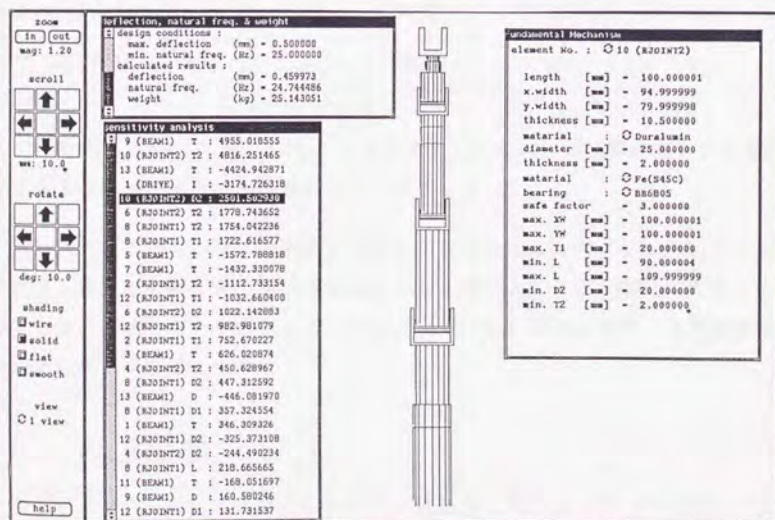 zoom
in out
mag: 1.20
scroll
mm: 10.0
rotate
deg: 10.0
shading
wire
solid
flat
smooth
view
1 view
help
deflection, natural freq. & weight
design conditions :
max. deflection (mm) = 0.500000
min. natural freq. (Hz) = 25.000000
calculated results :
deflection (mm) = 0.459973
natural freq. (Hz) = 24.744486
weight (kg) = 25.143051
sensitivity analysis
9 (BEAM1) T : 4955.018555
10 (RJOINT2) T2 : 4816.251465
13 (BEAM1) T : -4424.942871
1 (DRIVE) I : -3174.726318
10 (RJOINT2) D2 : 2501.502930
6 (RJOINT2) T2 : 1778.743652
8 (RJOINT1) T2 : 1754.042236
8 (RJOINT1) T1 : 1722.616577
5 (BEAM1) T : -1572.788818
7 (BEAM1) T : -1432.330078
2 (RJOINT1) T2 : -1112.733154
12 (RJOINT1) T1 : -1032.660400
6 (RJOINT2) D2 : 1022.142883
12 (RJOINT1) T2 : 982.981079
2 (RJOINT1) T1 : 752.670227
3 (BEAM1) T : 626.020874
4 (RJOINT2) T2 : 450.628967
8 (RJOINT1) D2 : 447.312592
13 (BEAM1) D : -446.081970
8 (RJOINT1) D1 : 357.324554
1 (BEAM1) T : 346.309326
12 (RJOINT1) D2 : -325.373108
4 (RJOINT2) D2 : -244.490234
8 (RJOINT1) L : 218.665665
11 (BEAM1) T : -168.051697
9 (BEAM1) D : 160.580246
12 (RJOINT1) D1 : 131.731537
Fundamental Mechanism
element No. : 10 (RJOINT2)
length [mm] = 100.000001
x.width [mm] = 94.999999
y.width [mm] = 79.999998
thickness [mm] = 10.500000
material : Duralumin
diameter [mm] = 25.000000
thickness [mm] = 2.000000
material : Fe(S45C)
bearing : BB6805
safe factor = 3.000000
max. XW [mm] = 100.000001
max. YW [mm] = 100.000001
max. T1 [mm] = 20.000000
min. L [mm] = 90.000004
max. L [mm] = 109.999999
min. D2 [mm] = 20.000000
min. T2 [mm] = 2.000000